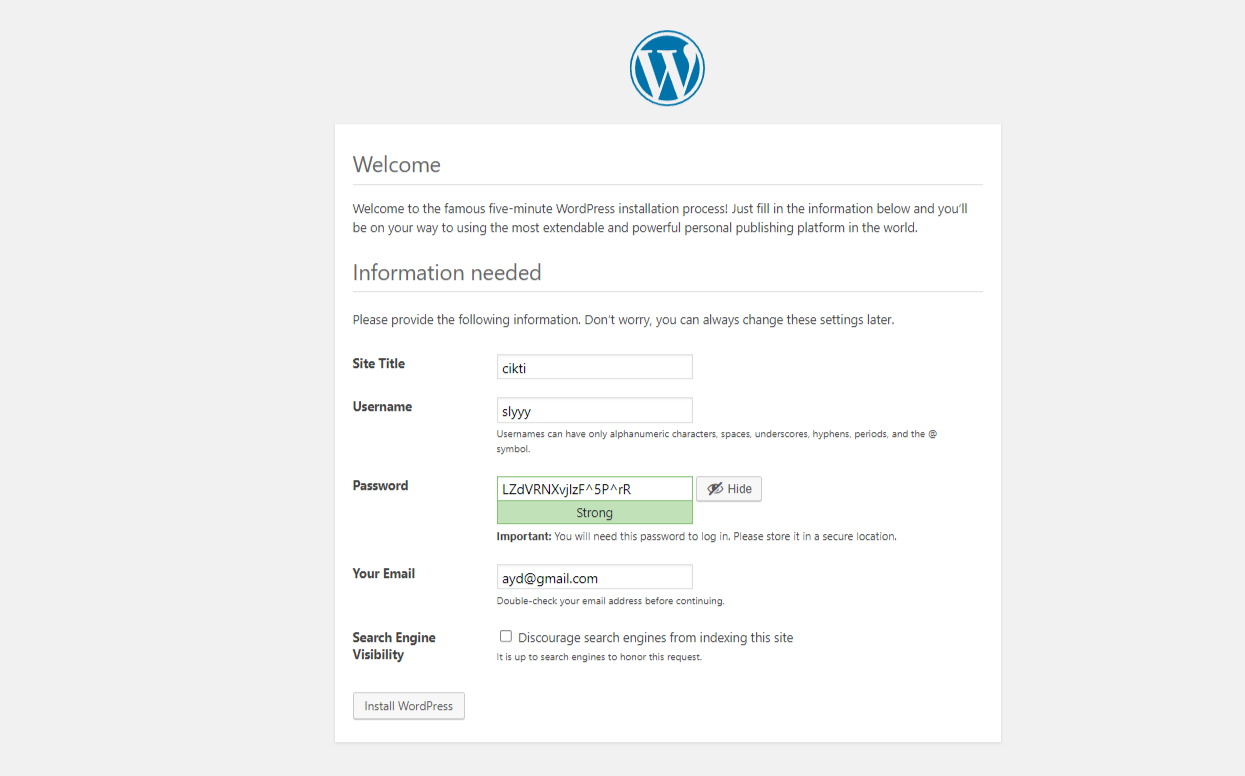 Welcome
Welcome to the famous five-minute WordPress installation process! Just fill in the information below and you'll
be on your way to using the most extendable and powerful personal publishing platform in the world.
Information needed
Please provide the following information. Don't worry, you can always change these settings later.
Site Title
cikti
Username
slyyy
Usernames can have only alphanumeric characters, spaces, underscores, hyphens, periods, and the @
symbol.
Password
LZdVRNXvjIzF^5P^rR
Hide
Strong
Important: You will need this password to log in. Please store it in a secure location.
Your Email
ayd@gmail.com
Double-check your email address before continuing.
Search Engine
Visibility
Discourage search engines from indexing this site
It is up to search engines to honor this request.
Install WordPress